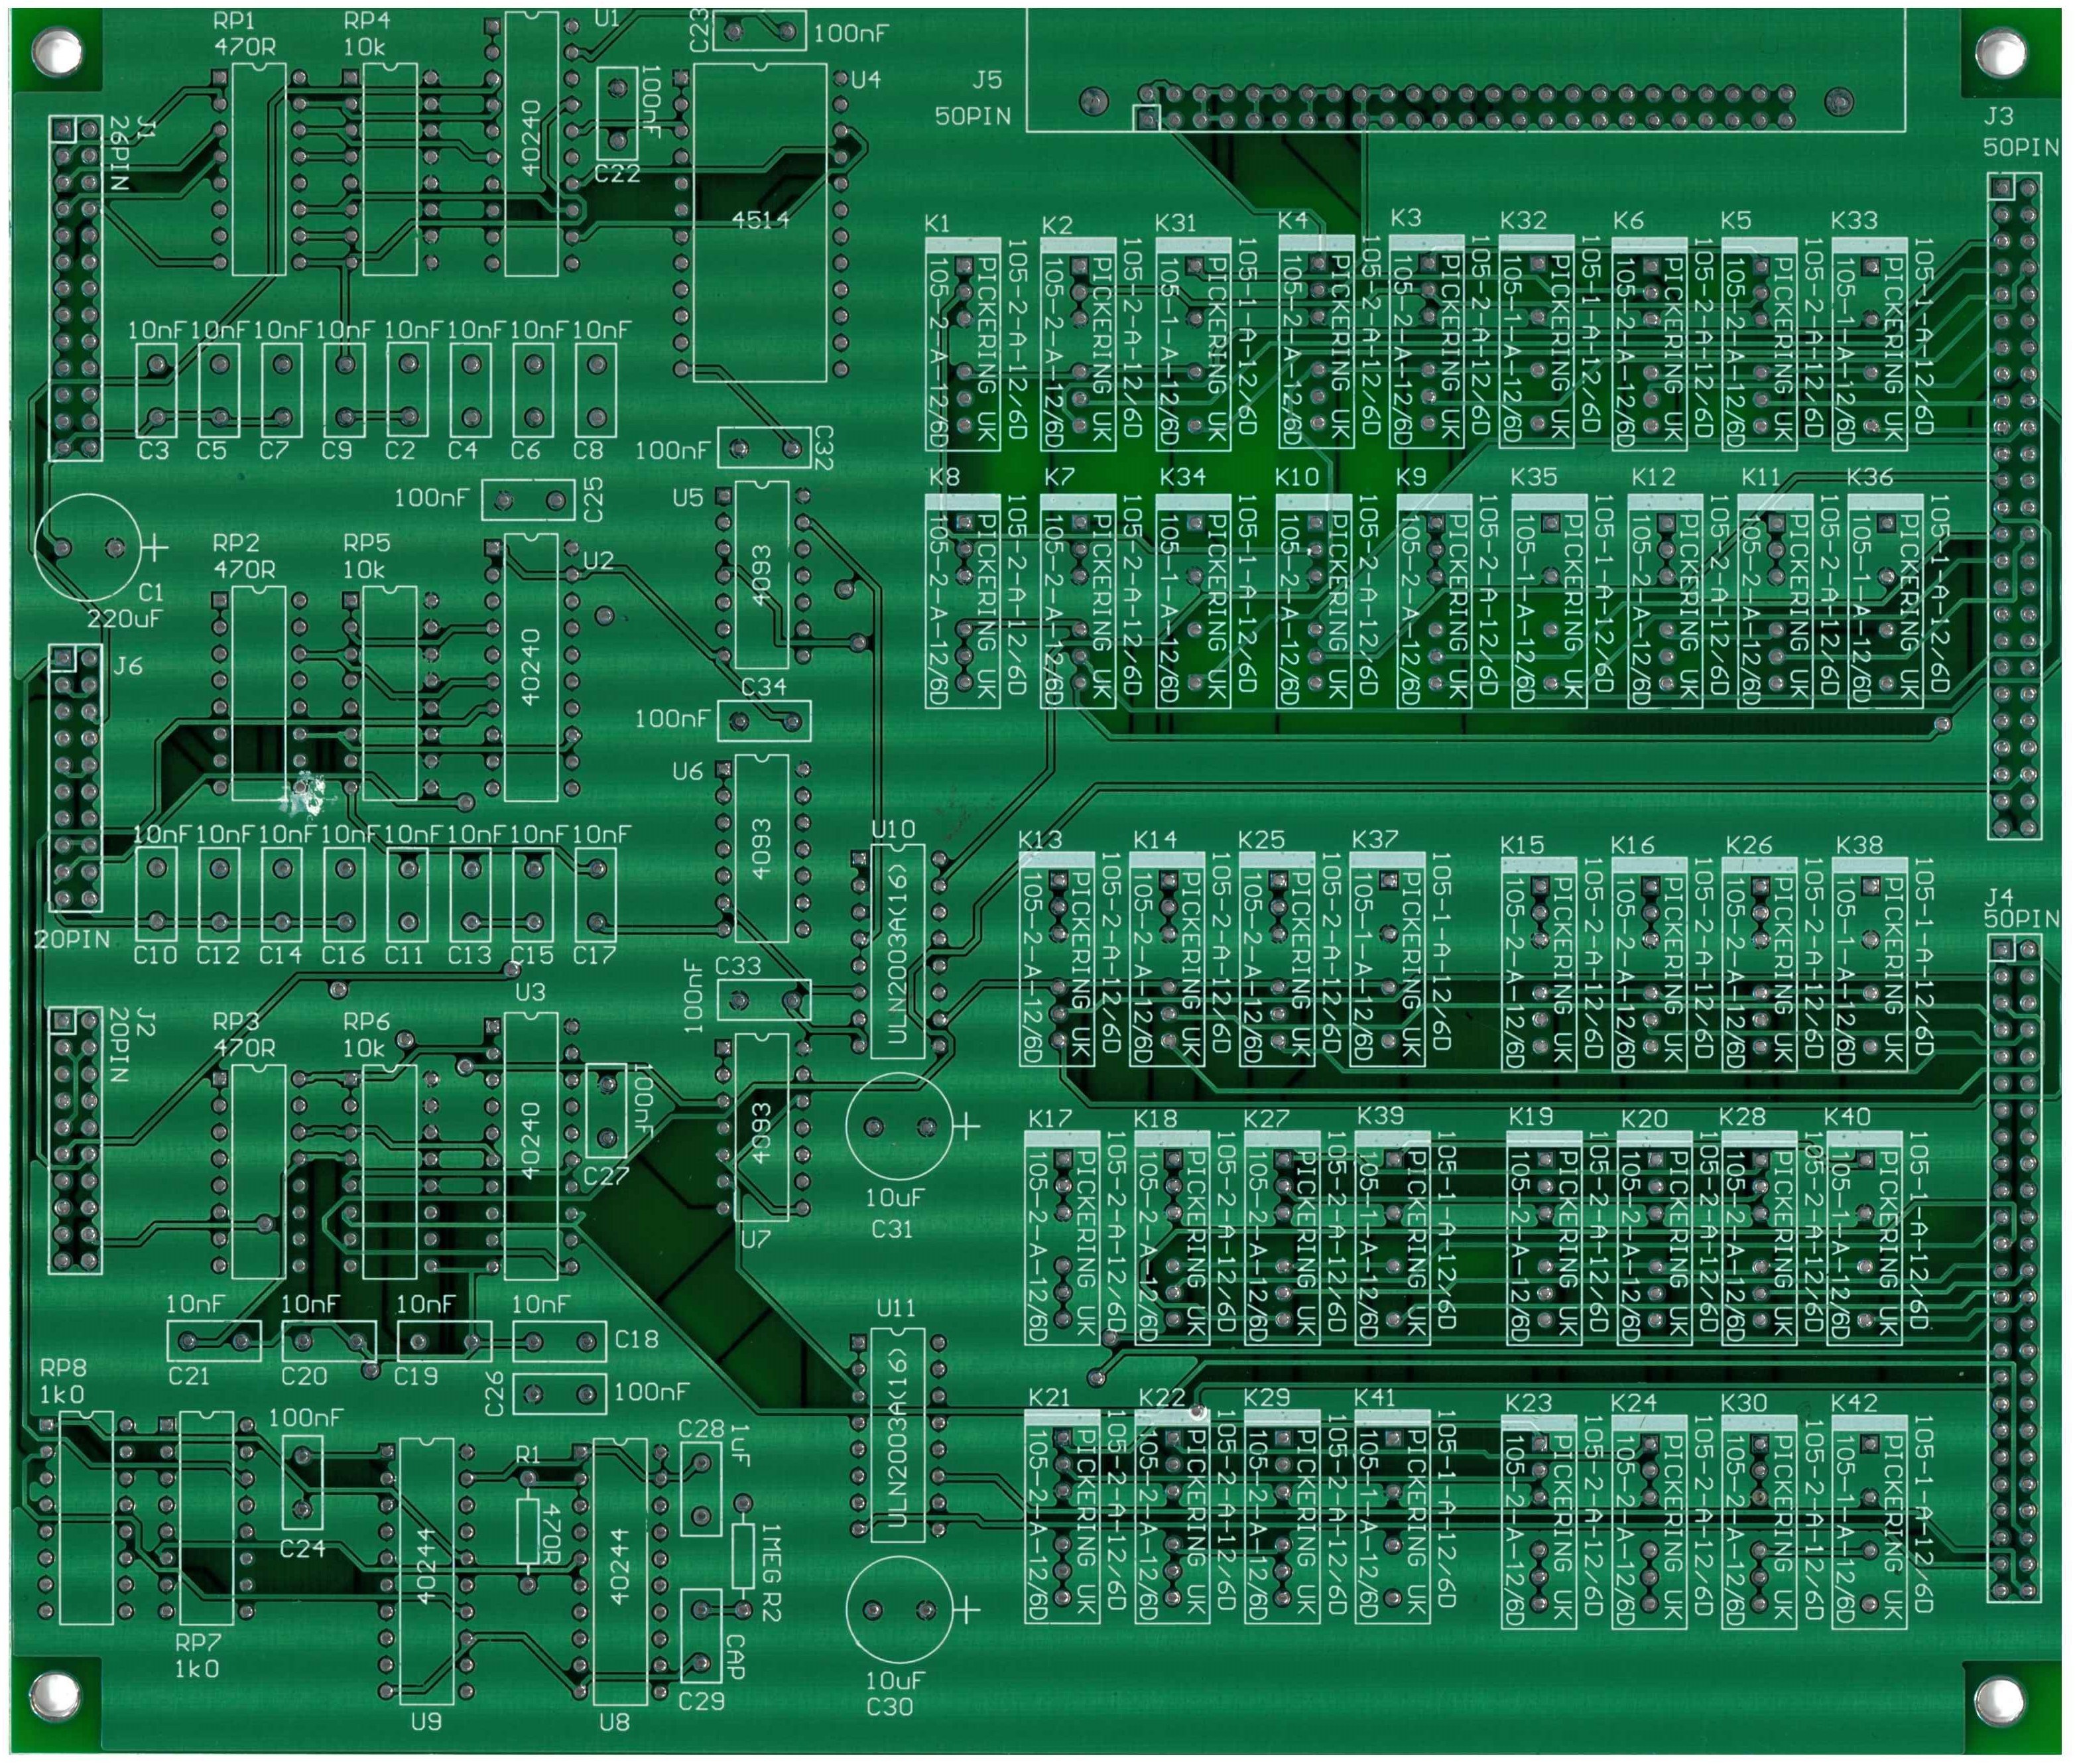 RP1
470R
RP4
10k
U1
C23
100nF
U4
J5
50PIN
J3
50PIN
J1
26PIN
40240
100nF
C22
4514
K1
K2
K31
K4
K3
K32
K6
K5
K33
PICKERING UK
105-2-A-12/6D
105-2-A-12/6D
PICKERING UK
105-2-A-12/6D
105-2-A-12/6D
PICKERING UK
105-1-A-12/6D
105-1-A-12/6D
PICKERING UK
105-2-A-12/6D
105-2-A-12/6D
PICKERING UK
105-2-A-12/6D
105-2-A-12/6D
PICKERING UK
105-1-A-12/6D
105-1-A-12/6D
PICKERING UK
105-2-A-12/6D
105-2-A-12/6D
PICKERING UK
105-2-A-12/6D
105-2-A-12/6D
PICKERING UK
105-1-A-12/6D
105-1-A-12/6D
10nF 10nF 10nF 10nF 10nF 10nF 10nF 10nF
C3 C5 C7 C9 C2 C4 C6 C8
100nF
C32
100nF
C25
U5
K8
K7
K34
K10
K9
K35
K12
K11
K36
PICKERING UK
105-2-A-12/6D
105-2-A-12/6D
PICKERING UK
105-2-A-12/6D
105-2-A-12/6D
PICKERING UK
105-1-A-12/6D
105-1-A-12/6D
PICKERING UK
105-2-A-12/6D
105-2-A-12/6D
PICKERING UK
105-2-A-12/6D
105-2-A-12/6D
PICKERING UK
105-1-A-12/6D
105-1-A-12/6D
PICKERING UK
105-2-A-12/6D
105-2-A-12/6D
PICKERING UK
105-2-A-12/6D
105-2-A-12/6D
PICKERING UK
105-1-A-12/6D
105-1-A-12/6D
+
C1
220uF
RP2
470R
RP5
10k
U2
4093
J6
40240
C34
100nF
U6
4093
10nF 10nF 10nF 10nF 10nF 10nF 10nF 10nF
C10 C12 C14 C16 C11 C13 C15 C17
20PIN
U10
ULN2003A(16)
K13
K14
K25
K37
K15
K16
K26
K38
PICKERING UK
105-2-A-12/6D
105-2-A-12/6D
PICKERING UK
105-2-A-12/6D
105-2-A-12/6D
PICKERING UK
105-2-A-12/6D
105-2-A-12/6D
PICKERING UK
105-1-A-12/6D
105-1-A-12/6D
PICKERING UK
105-2-A-12/6D
105-2-A-12/6D
PICKERING UK
105-2-A-12/6D
105-2-A-12/6D
PICKERING UK
105-2-A-12/6D
105-2-A-12/6D
PICKERING UK
105-1-A-12/6D
105-1-A-12/6D
J4
50PIN
C33
100nF
U3
J2
20PIN
RP3
470R
RP6
10k
40240
100nF
C27
4093
U7
+
10uF
C31
K17
K18
K27
K39
K19
K20
K28
K40
PICKERING UK
105-2-A-12/6D
105-2-A-12/6D
PICKERING UK
105-2-A-12/6D
105-2-A-12/6D
PICKERING UK
105-2-A-12/6D
105-2-A-12/6D
PICKERING UK
105-1-A-12/6D
105-1-A-12/6D
PICKERING UK
105-2-A-12/6D
105-2-A-12/6D
PICKERING UK
105-2-A-12/6D
105-2-A-12/6D
PICKERING UK
105-2-A-12/6D
105-2-A-12/6D
PICKERING UK
105-1-A-12/6D
105-1-A-12/6D
10nF 10nF 10nF 10nF
C21 C20 C19 C18
C26
100nF
U11
ULN2003A(16)
RP8
1k0
100nF
C24
RP7
1k0
40244
U9
R1
470R
40244
U8
C28
1uF
1MEG
R2
CAP
C29
+
10uF
C30
K21
K22
K29
K41
K23
K24
K30
K42
PICKERING UK
105-2-A-12/6D
105-2-A-12/6D
PICKERING UK
105-2-A-12/6D
105-2-A-12/6D
PICKERING UK
105-2-A-12/6D
105-2-A-12/6D
PICKERING UK
105-1-A-12/6D
105-1-A-12/6D
PICKERING UK
105-2-A-12/6D
105-2-A-12/6D
PICKERING UK
105-2-A-12/6D
105-2-A-12/6D
PICKERING UK
105-2-A-12/6D
105-2-A-12/6D
PICKERING UK
105-1-A-12/6D
105-1-A-12/6D